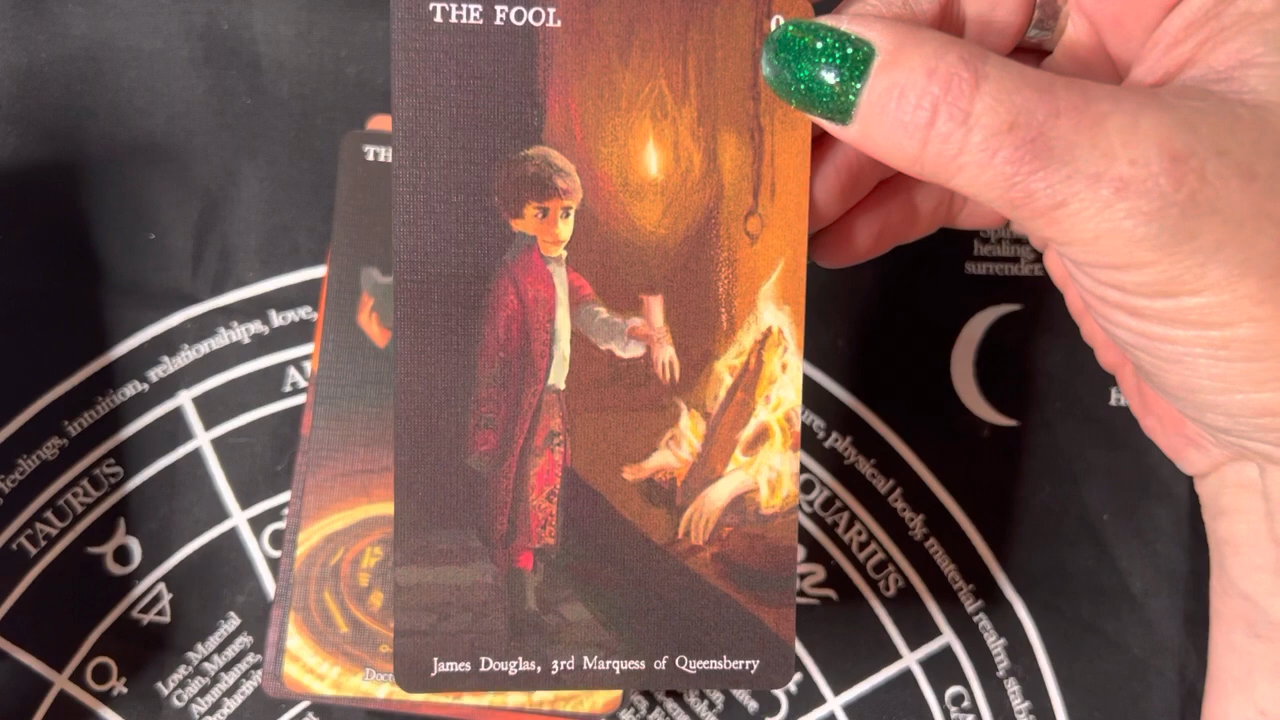 THE FOOL
0
TH
healing,
surrender.
feelings, intuition, relationships, love,
TAURUS
physical body, material realm,
QUARIUS
Love, Material
Gain, Money,
Abundance,
James Douglas, 3rd Marquess of Queensberry